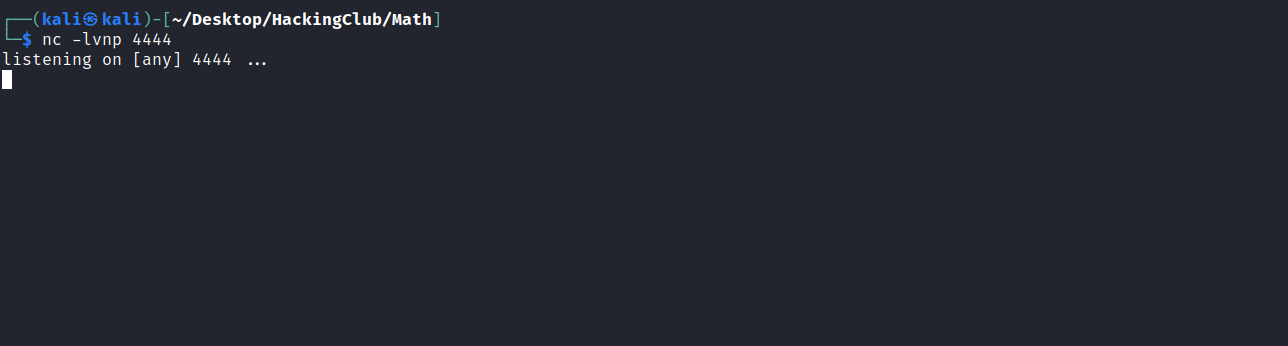 ┌──(kali㉿kali)-[~/Desktop/HackingClub/Math]
└─$ nc -lvnp 4444
listening on [any] 4444 ...